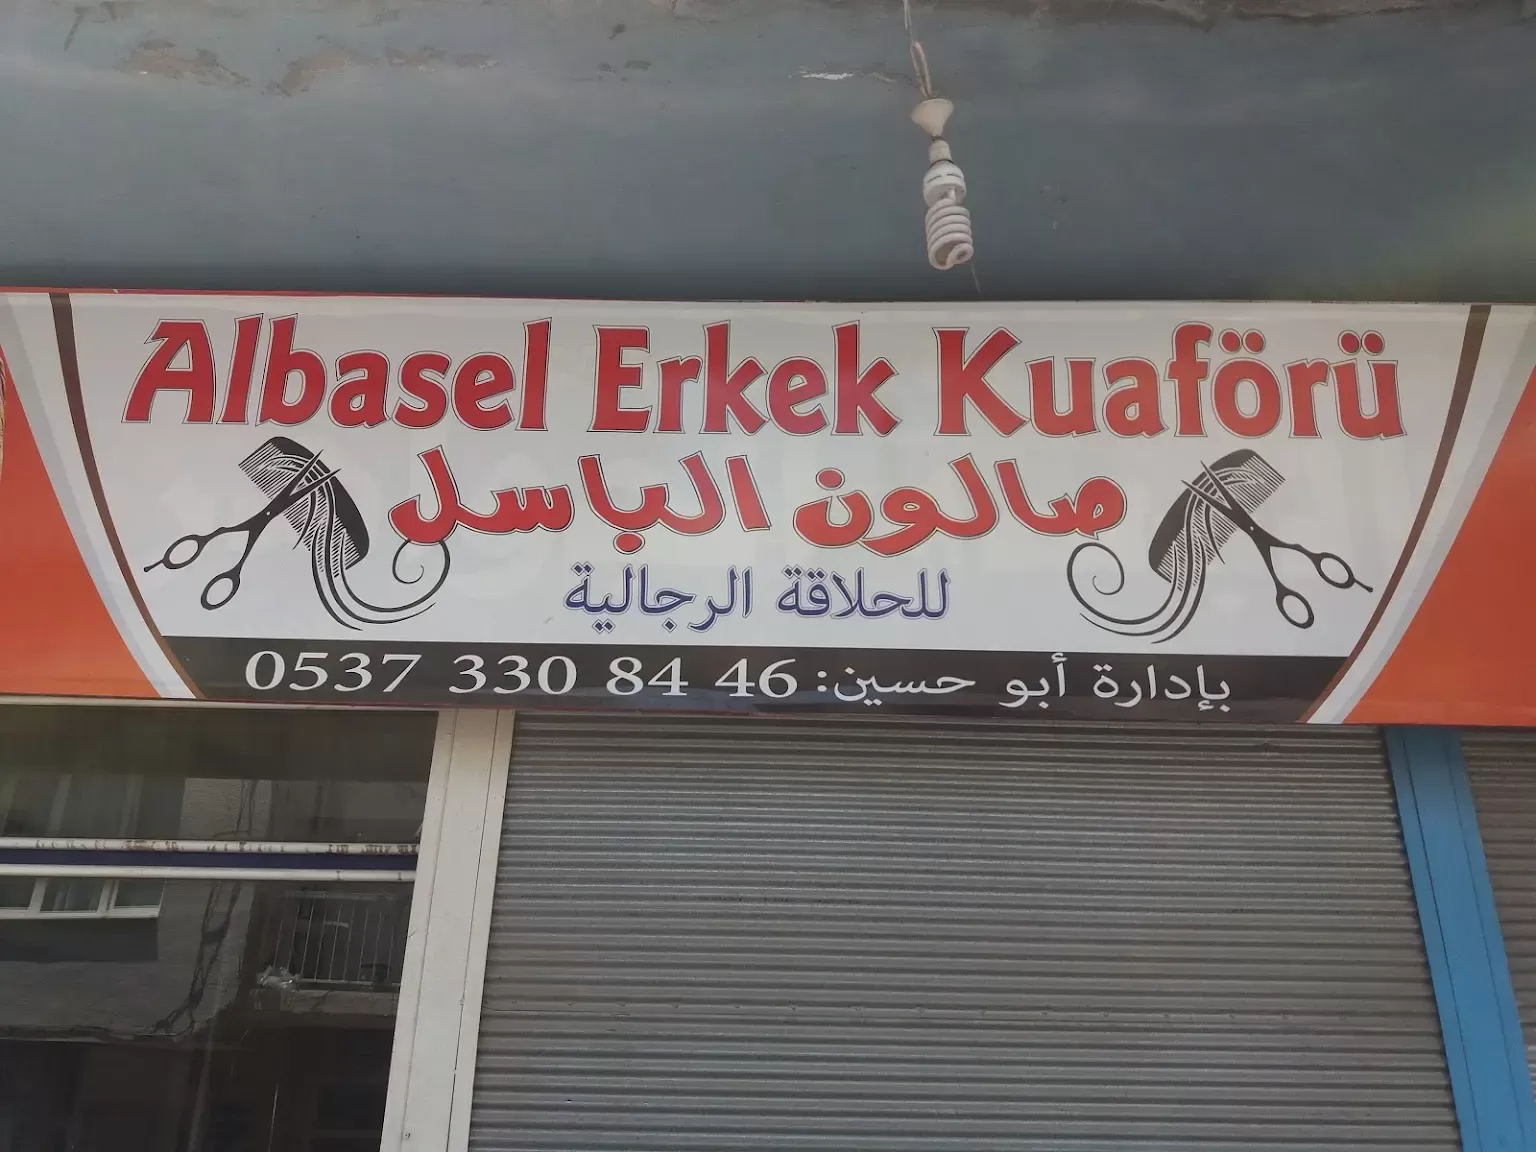 Albasel Erkek Kuaförü
صالون الباسل
للحلاقة الرجالية
بإدارة أبو حسين: 0537 330 84 46